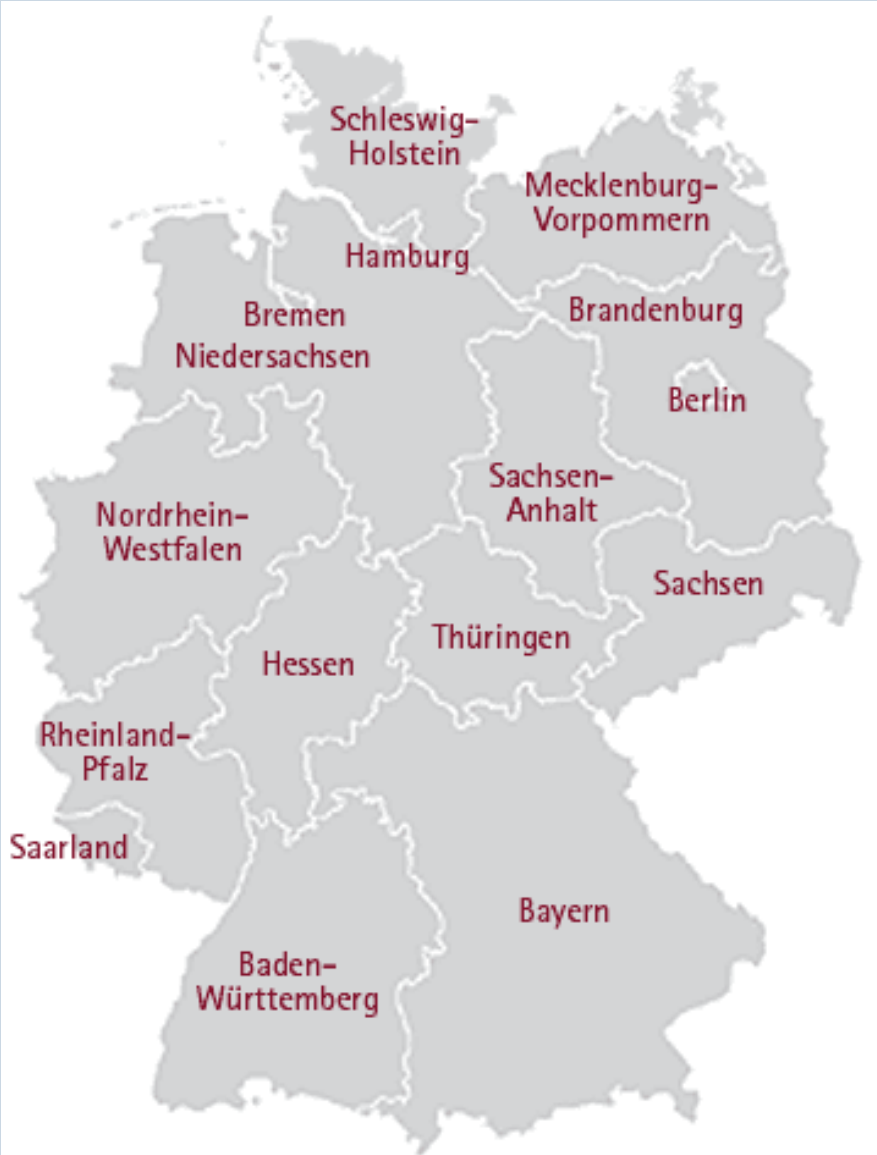 Schleswig-
Holstein
Mecklenburg-
Vorpommern
Hamburg
Bremen
Brandenburg
Niedersachsen
Berlin
Sachsen-
Anhalt
Nordrhein-
Westfalen
Sachsen
Thüringen
Hessen
Rheinland-
Pfalz
Saarland
Bayern
Baden-
Württemberg